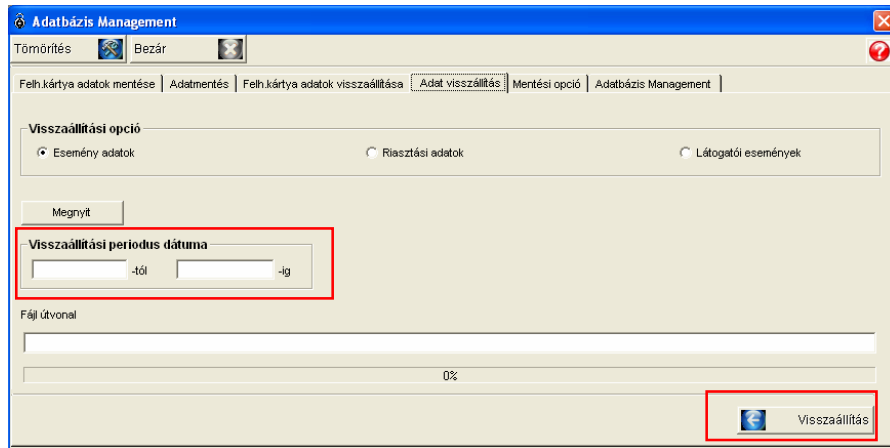 Adatbázis Management
Tömörítés Bezár
Felh.kártya adatok mentése Adatmentés Felh.kártya adatok visszaállítása Adat visszállítás Mentési opció Adatbázis Management
Visszaállítási opció
Esemény adatok Riasztási adatok Látogatói események
Megnyit
Visszaállítási periodus dátuma
-tól -ig
Fájl útvonal
0%
Visszaállítás